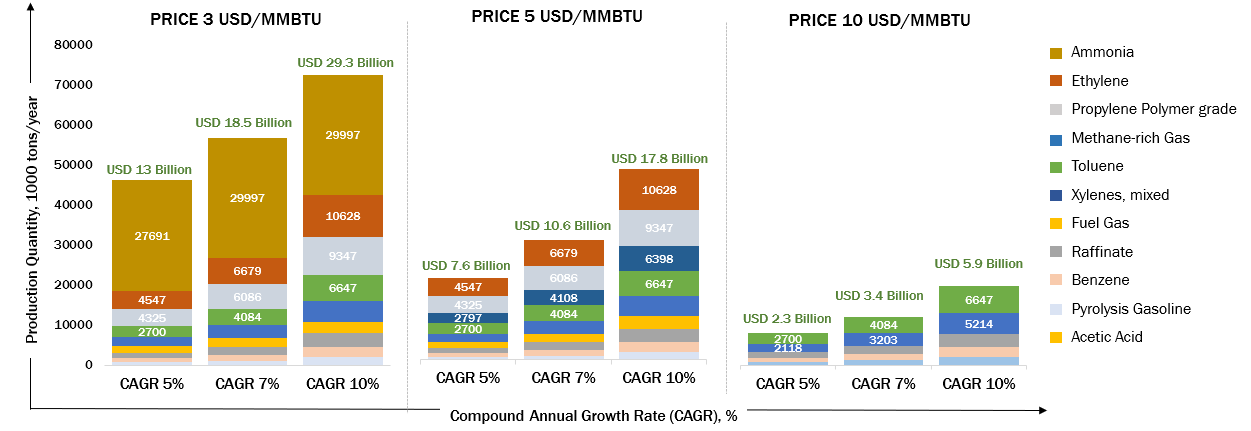 PRICE 3 USD/MMBTU
PRICE 5 USD/MMBTU
PRICE 10 USD/MMBTU
Production Quantity, 1000 tons/year
80000
70000
60000
50000
40000
30000
20000
10000
0
USD 13 Billion
27691
4547
4325
2700
CAGR 5%
USD 18.5 Billion
29997
6679
6086
4084
CAGR 7%
USD 29.3 Billion
29997
10628
9347
6647
CAGR 10%
USD 7.6 Billion
4547
4325
2797
2700
CAGR 5%
USD 10.6 Billion
6679
6086
4108
4084
CAGR 7%
USD 17.8 Billion
10628
9347
6398
6647
CAGR 10%
USD 2.3 Billion
2700
2118
CAGR 5%
USD 3.4 Billion
4084
3203
CAGR 7%
USD 5.9 Billion
6647
5214
CAGR 10%
Compound Annual Growth Rate (CAGR), %
Ammonia
Ethylene
Propylene Polymer grade
Methane-rich Gas
Toluene
Xylenes, mixed
Fuel Gas
Raffinate
Benzene
Pyrolysis Gasoline
Acetic Acid